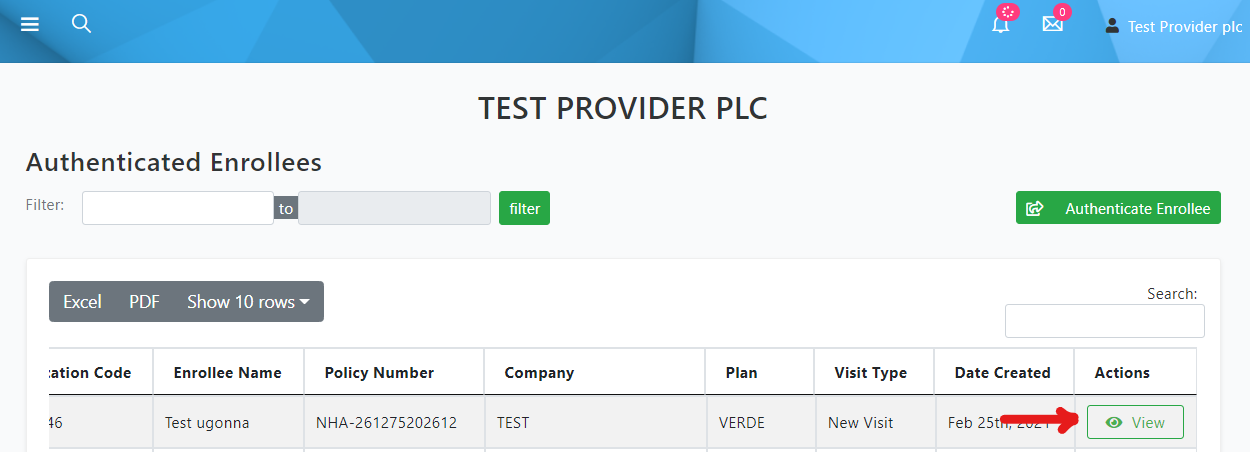 0
Test Provider plc
TEST PROVIDER PLC
Authenticated Enrollees
Filter: to filter
Authenticate Enrollee
Excel PDF Show 10 rows
Search:
cation Code Enrollee Name Policy Number Company Plan Visit Type Date Created Actions
46 Test ugonna NHA-261275202612 TEST VERDE New Visit Feb 25th, 2021 View